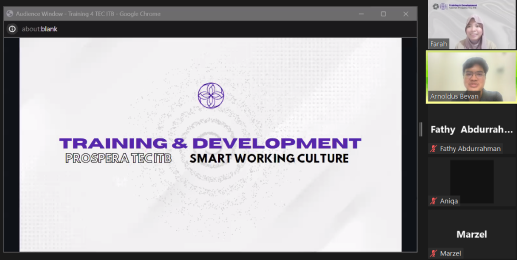 Audience Window - Training 4 TEC ITB - Google Chrome
about:blank
TRAINING & DEVELOPMENT
PROSPERA TEC ITB SMART WORKING CULTURE
Farah
Arnoldus Bevan
Fathy Abdurrah...
Fathy Abdurrahman
Aniqa
Marzel
Marzel